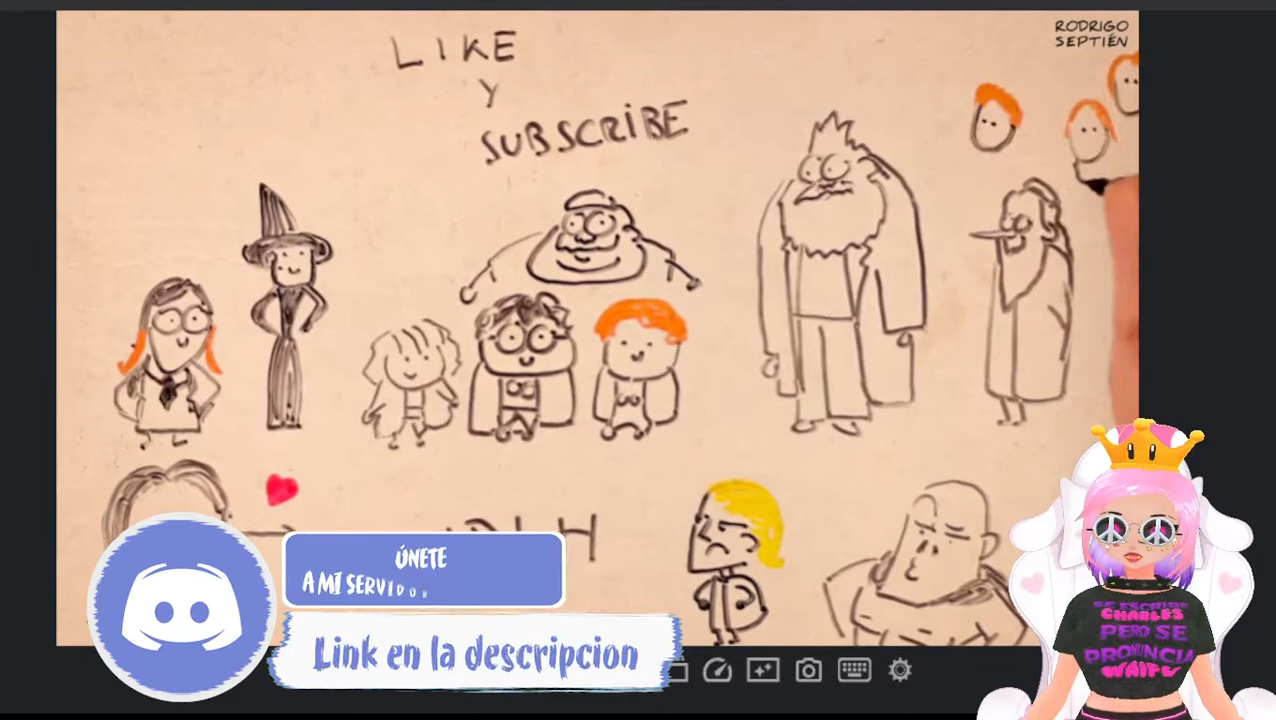 LIKE
Y
SUBSCRIBE
RODRIGO
SEPTIÉN
ÚNETE
A MI SERVIDOR
Link en la descripcion
SE ESCRIBE
CHARLES
PERO SE
PRONUNCIA
WAIFU